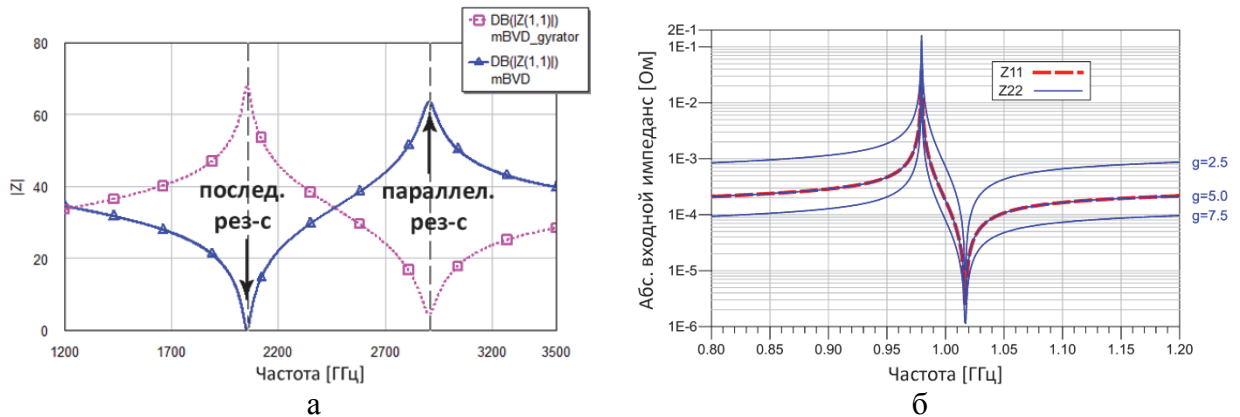 DB(|Z(1,1)|)
mBVD_gyrator
DB(|Z(1,1)|)
mBVD
80
60
40
20
0
|Z|
послед.
рез-с
параллел.
рез-с
1200
1700
2200
2700
3200
3500
Частота [ГГц]
а
2E-1
1E-1
1E-2
1E-3
1E-4
1E-5
1E-6
Абс. входной импеданс [Ом]
Z11
Z22
g=2.5
g=5.0
g=7.5
0.80
0.85
0.90
0.95
1.00
1.05
1.10
1.15
1.20
Частота [ГГц]
б